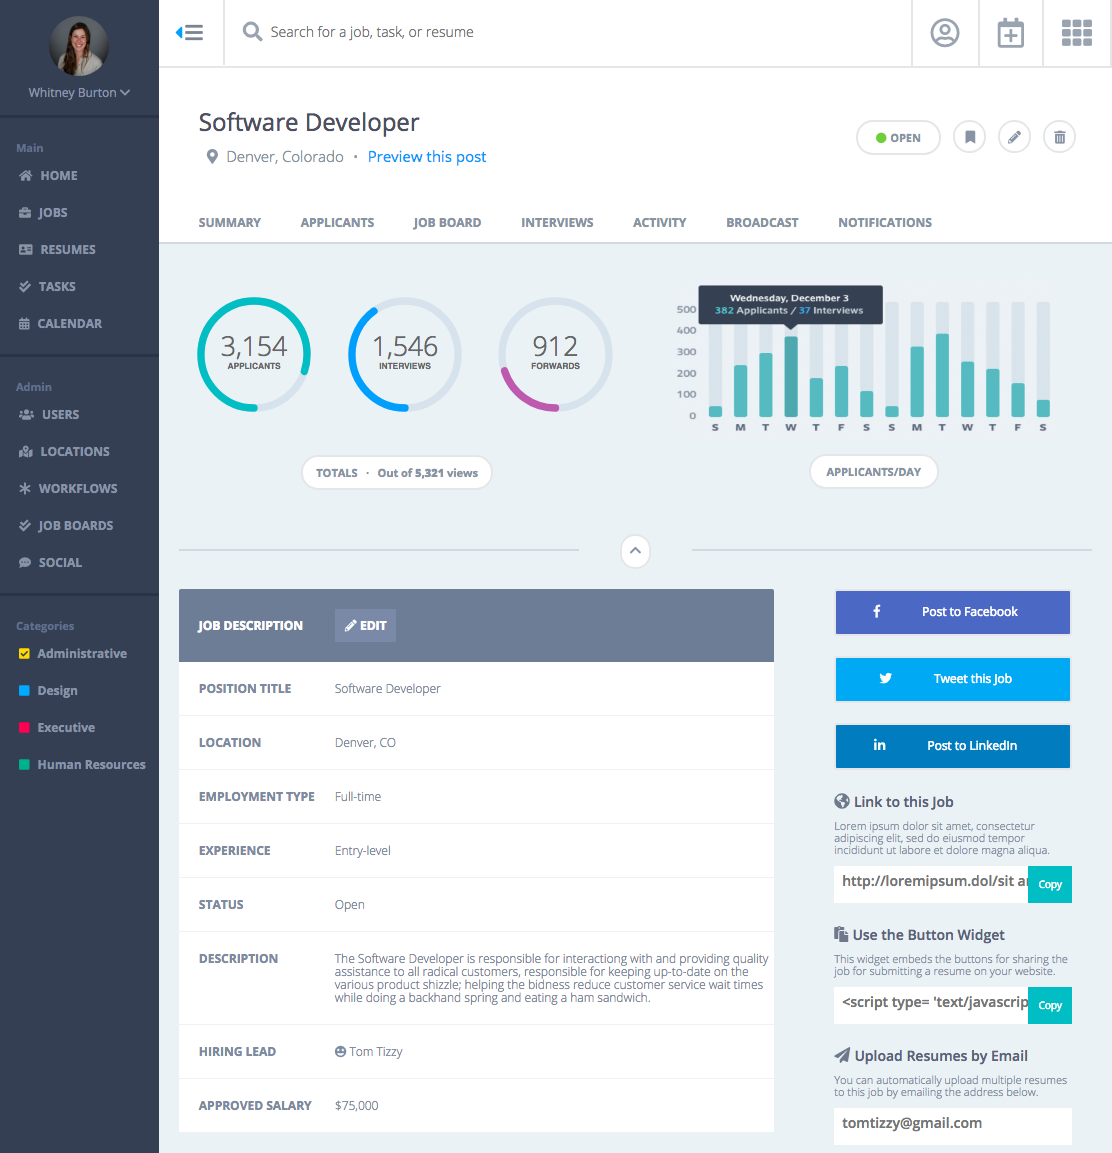 Whitney Burton
Main
HOME
JOBS
RESUMES
TASKS
CALENDAR
Admin
USERS
LOCATIONS
WORKFLOWS
JOB BOARDS
SOCIAL
Categories
Administrative
Design
Executive
Human Resources
Search for a job, task, or resume
Software Developer
Denver, Colorado • Preview this post
OPEN
SUMMARY APPLICANTS JOB BOARD INTERVIEWS ACTIVITY BROADCAST NOTIFICATIONS
3,154
APPLICANTS
1,546
INTERVIEWS
912
FORWARDS
TOTALS · Out of 5,321 views
Wednesday, December 3
382 Applicants / 37 Interviews
500
400
300
200
100
0
S M T W T F S S M T W T F S
APPLICANTS/DAY
JOB DESCRIPTION EDIT
POSITION TITLE Software Developer
LOCATION Denver, CO
EMPLOYMENT TYPE Full-time
EXPERIENCE Entry-level
STATUS Open
DESCRIPTION The Software Developer is responsible for interactiong with and providing quality
assistance to all radical customers, responsible for keeping up-to-date on the
various product shizzle; helping the bidness reduce customer service wait times
while doing a backhand spring and eating a ham sandwich.
HIRING LEAD Tom Tizzy
APPROVED SALARY $75,000
Post to Facebook
Tweet this Job
in Post to LinkedIn
Link to this Job
Lorem ipsum dolor sit amet, consectetur
adipiscing elit, sed do eiusmod tempor
incididunt ut labore et dolore magna aliqua.
http://loremipsum.dol/sit a Copy
Use the Button Widget
This widget embeds the buttons for sharing the
job for submitting a resume on your website.
<script type= 'text/javascrip Copy
Upload Resumes by Email
You can automatically upload multiple resumes
to this job by emailing the address below.
tomtizzy@gmail.com